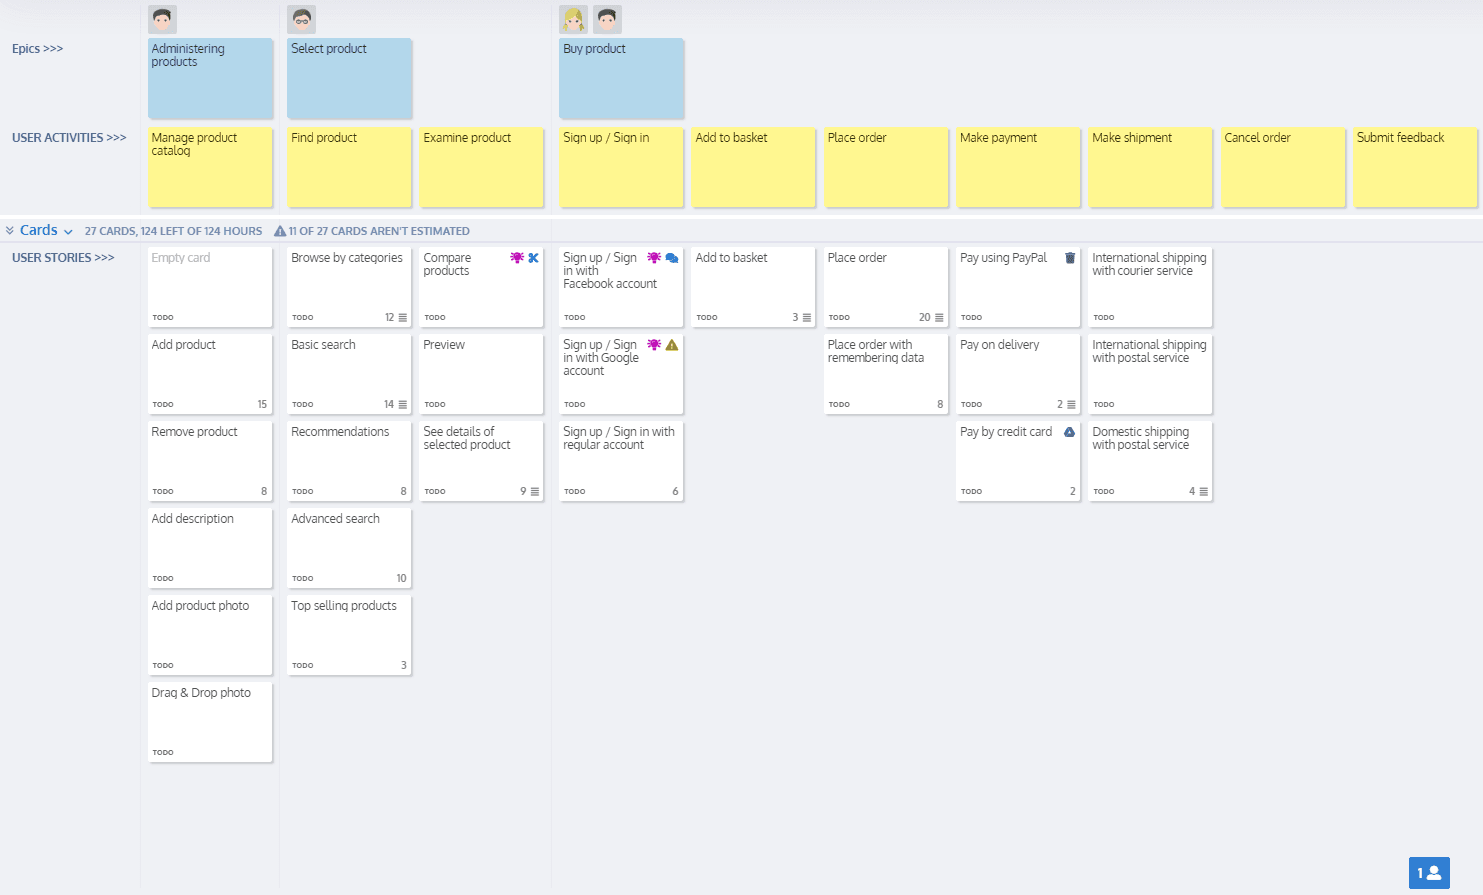 Epics >>>
Administering
products
Select product
Buy product
USER ACTIVITIES >>>
Manage product
catalog
Find product
Examine product
Sign up / Sign in
Add to basket
Place order
Make payment
Make shipment
Cancel order
Submit feedback
Cards
27 CARDS, 124 LEFT OF 124 HOURS
11 OF 27 CARDS AREN'T ESTIMATED
USER STORIES >>>
Empty card
TODO
Browse by categories
TODO 12
Compare
products
TODO
Sign up / Sign
in with
Facebook account
TODO
Add to basket
TODO 3
Place order
TODO 20
Pay using PayPal
TODO
International shipping
with courier service
TODO
Add product
TODO 15
Basic search
TODO 14
Preview
TODO
Sign up / Sign
in with Google
account
TODO
Place order with
remembering data
TODO 8
Pay on delivery
TODO 2
International shipping
with postal service
TODO
Remove product
TODO 8
Recommendations
TODO 8
See details of
selected product
TODO 9
Sign up / Sign in with
regular account
TODO 6
Pay by credit card
TODO 2
Domestic shipping
with postal service
TODO 4
Add description
TODO
Advanced search
TODO 10
Add product photo
TODO
Top selling products
TODO 3
Drag & Drop photo
TODO
1